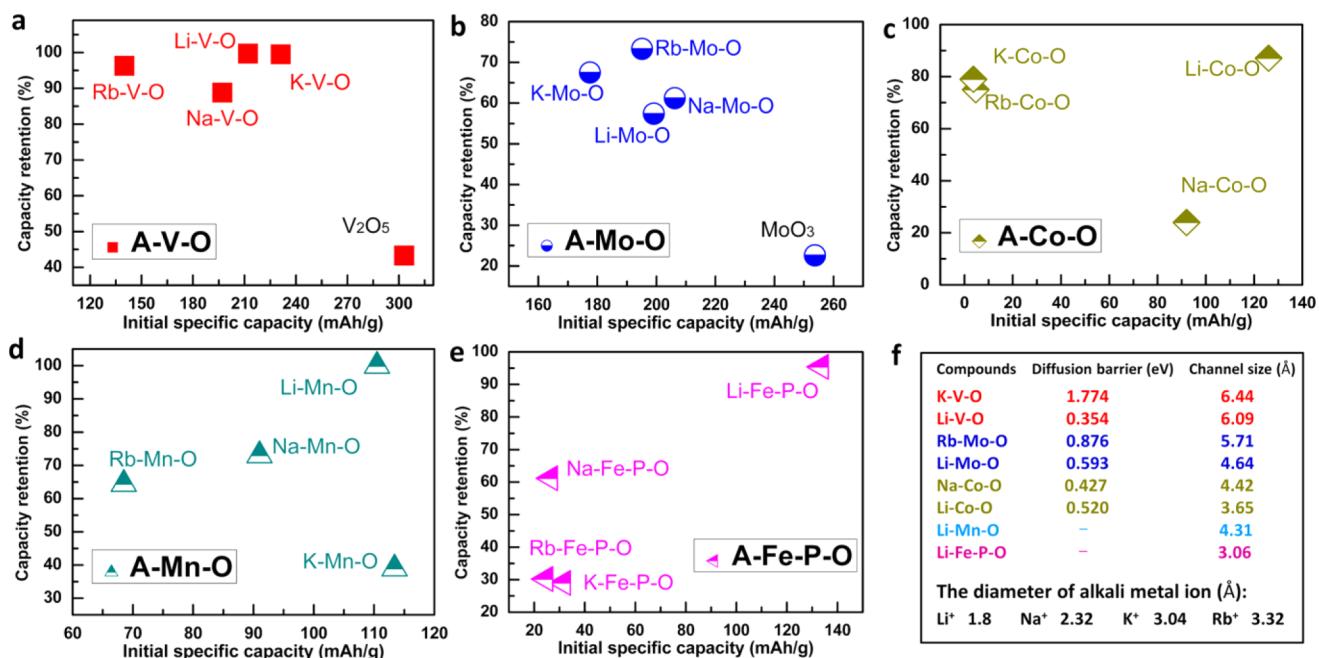 a
Capacity retention (%)
100
90
80
70
60
50
40
Li-V-O
Rb-V-O
K-V-O
Na-V-O
V₂O₅
A-V-O
120 150 180 210 240 270 300
Initial specific capacity (mAh/g)
b
Capacity retention (%)
80
70
60
50
40
30
20
Rb-Mo-O
K-Mo-O
Na-Mo-O
Li-Mo-O
MoO₃
A-Mo-O
160 180 200 220 240 260
Initial specific capacity (mAh/g)
c
Capacity retention (%)
100
80
60
40
20
0
K-Co-O
Li-Co-O
Rb-Co-O
Na-Co-O
A-Co-O
0 20 40 60 80 100 120 140
Initial specific capacity (mAh/g)
d
Capacity retention (%)
100
90
80
70
60
50
40
30
Li-Mn-O
Na-Mn-O
Rb-Mn-O
K-Mn-O
A-Mn-O
60 70 80 90 100 110 120
Initial specific capacity (mAh/g)
e
Capacity retention (%)
100
90
80
70
60
50
40
30
20
Li-Fe-P-O
Na-Fe-P-O
Rb-Fe-P-O
K-Fe-P-O
A-Fe-P-O
20 40 60 80 100 120 140
Initial specific capacity (mAh/g)
f
Compounds Diffusion barrier (eV) Channel size (Å)
K-V-O 1.774 6.44
Li-V-O 0.354 6.09
Rb-Mo-O 0.876 5.71
Li-Mo-O 0.593 4.64
Na-Co-O 0.427 4.42
Li-Co-O 0.520 3.65
Li-Mn-O – 4.31
Li-Fe-P-O – 3.06
The diameter of alkali metal ion (Å):
Li⁺ 1.8 Na⁺ 2.32 K⁺ 3.04 Rb⁺ 3.32